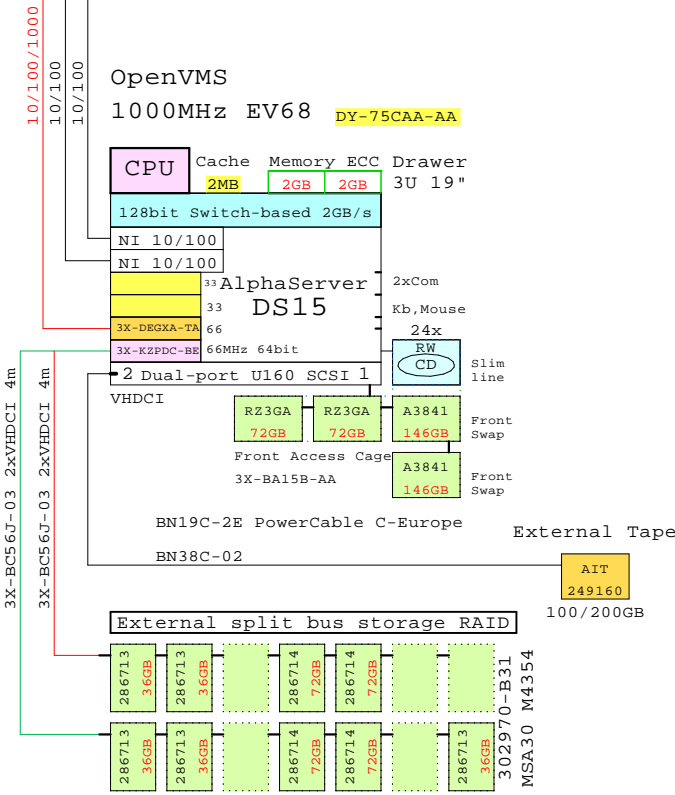 10/100/1000
10/100
10/100
OpenVMS
1000MHz EV68
DY-75CAA-AA
CPU
Cache
Memory ECC
Drawer
2MB
2GB
2GB
3U 19"
128bit Switch-based 2GB/s
NI 10/100
NI 10/100
33
AlphaServer
2xCom
33
DS15
Kb,Mouse
3X-DEGXA-TA
66
24x
3X-KZPDC-BE
66MHz 64bit
RW
CD
Slim
line
2 Dual-port U160 SCSI 1
VHDCI
RZ3GA
72GB
RZ3GA
72GB
A3841
146GB
Front
Swap
Front Access Cage
3X-BA15B-AA
A3841
146GB
Front
Swap
3X-BC56J-03 2xVHDCI 4m
3X-BC56J-03 2xVHDCI 4m
BN19C-2E PowerCable C-Europe
External Tape
BN38C-02
AIT
249160
100/200GB
External split bus storage RAID
286713
36GB
286713
36GB
286714
72GB
286714
72GB
286713
36GB
286713
36GB
286714
72GB
286714
72GB
286713
36GB
302970-B31
MSA30 M4354